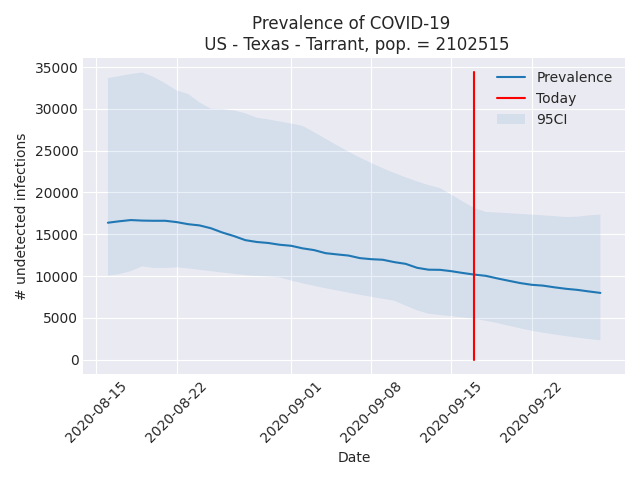 Prevalence of COVID-19
US - Texas - Tarrant, pop. = 2102515
35000
30000
25000
20000
15000
10000
5000
0
# undetected infections
Prevalence
Today
95CI
2020-08-15
2020-08-22
2020-09-01
2020-09-08
2020-09-15
2020-09-22
Date